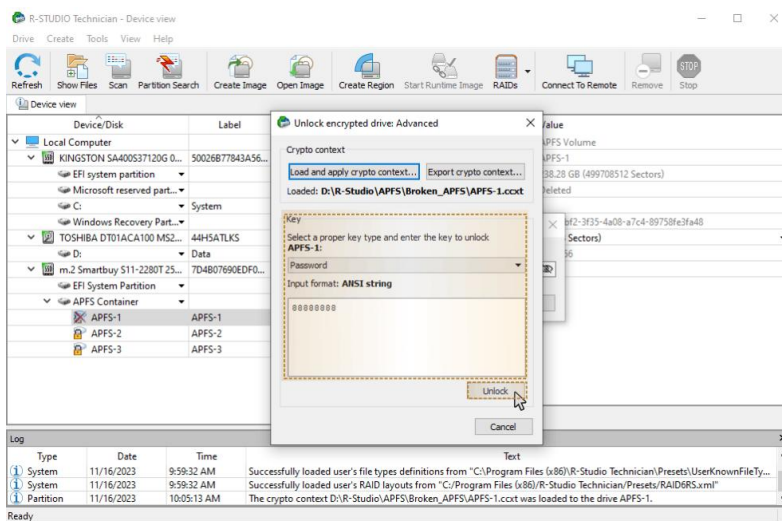 R-STUDIO Technician - Device view
Drive Create Tools View Help
Refresh Show Files Scan Partition Search Create Image Open Image Create Region Start Runtime Image RAIDs Connect To Remote Remove STOP Stop
Device view
Device/Disk Label
Local Computer
KINGSTON SA400S37120G 0... 50026B77843A56...
EFI system partition
Microsoft reserved part...
C: System
Windows Recovery Part...
TOSHIBA DT01ACA100 MS2... 44H5ATLKS
D: Data
m.2 Smartbuy S11-2280T 25... 7D4B07690EDF0...
EFI System Partition
APFS Container
APFS-1 APFS-1
APFS-2 APFS-2
APFS-3 APFS-3
Unlock encrypted drive: Advanced
Crypto context
Load and apply crypto context... Export crypto context...
Loaded: D:\R-Studio\APFS\Broken_APFS\APFS-1.ccxt
Key
Select a proper key type and enter the key to unlock
APFS-1:
Password
Input format: ANSI string
Unlock
Cancel
APFS Volume
APFS-1
38.28 GB (499708512 Sectors)
Deleted
bf2-3f35-4a08-a7c4-89758fe3fa48
Sectors)
Log
Type Date Time Text
System 11/16/2023 9:59:32 AM Successfully loaded user's file types definitions from "C:\Program Files (x86)\R-Studio Technician\Presets\UserKnownFileTy...
System 11/16/2023 9:59:32 AM Successfully loaded user's RAID layouts from "C:/Program Files (x86)/R-Studio Technician/Presets/RAID6RS.xml"
Partition 11/16/2023 10:05:13 AM The crypto context D:\R-Studio\APFS\Broken_APFS\APFS-1.ccxt was loaded to the drive APFS-1.
Ready